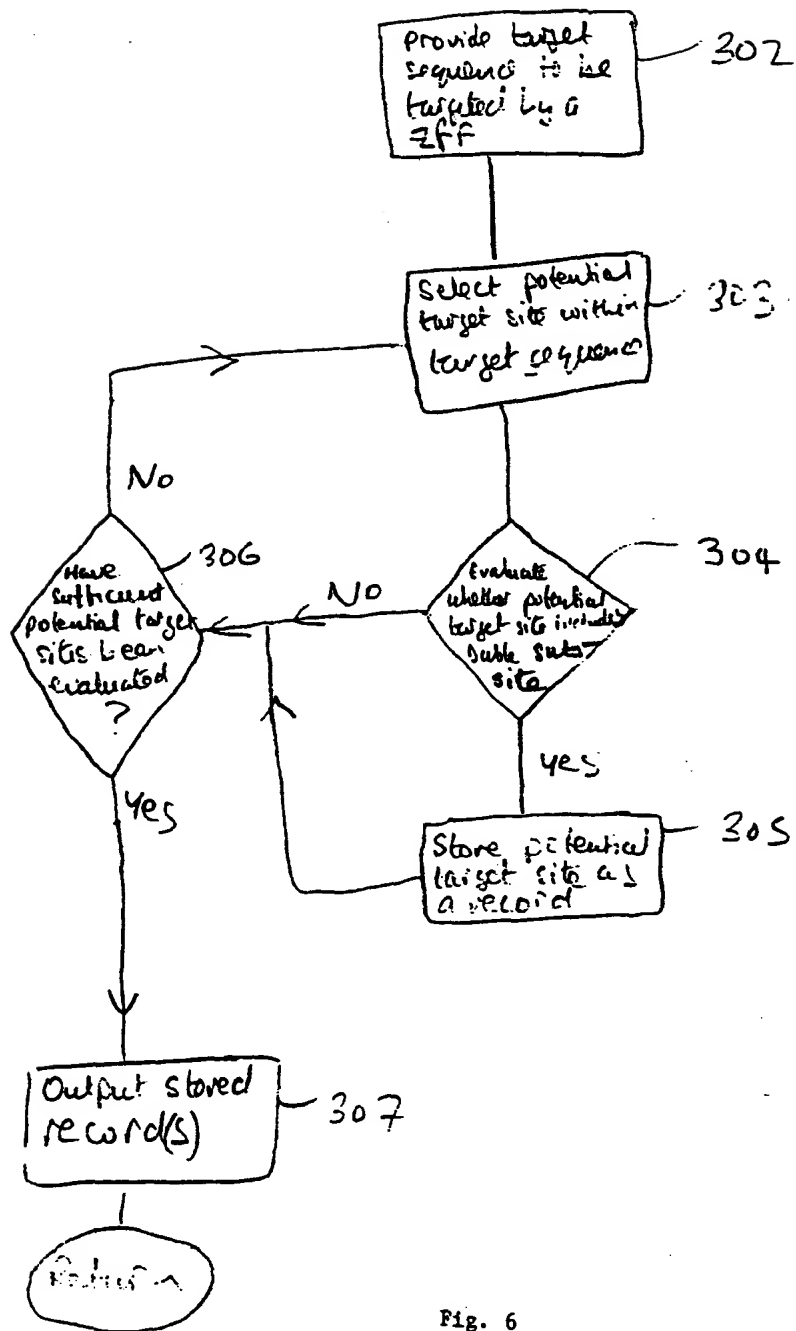 provide target
sequence to be
targeted by a
Zff
302
Select potential
target site within
target sequence
303
No
306
Have
sufficient
potential target
sites been
evaluated
?
No
Evaluate
whether potential
target site includes
site
304
yes
Store potential
target site as
a record
305
Yes
Output stored
record(s)
307
Fig. 6